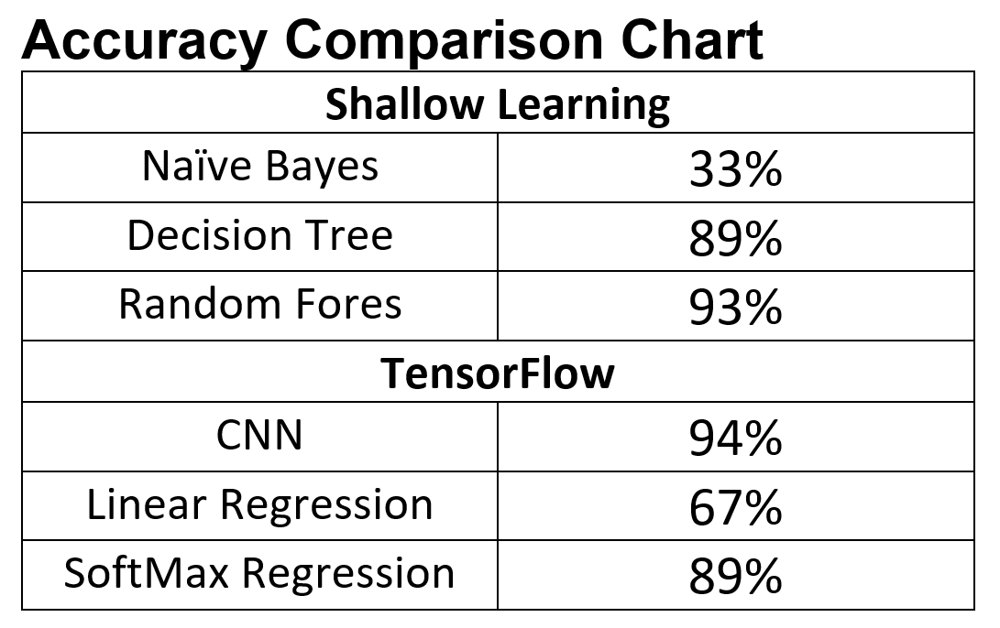 Accuracy Comparison Chart
Shallow Learning
Naïve Bayes 33%
Decision Tree 89%
Random Fores 93%
TensorFlow
CNN 94%
Linear Regression 67%
SoftMax Regression 89%